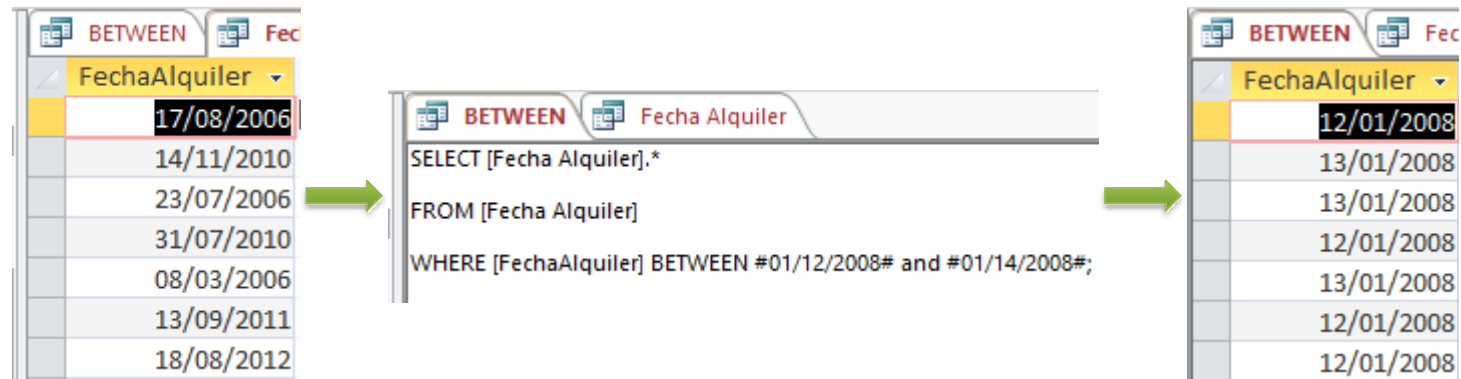 BETWEEN Fec
FechaAlquiler
17/08/2006
14/11/2010
23/07/2006
31/07/2010
08/03/2006
13/09/2011
18/08/2012
BETWEEN Fecha Alquiler
SELECT [Fecha Alquiler].*
FROM [Fecha Alquiler]
WHERE [FechaAlquiler] BETWEEN #01/12/2008# and #01/14/2008#;
BETWEEN Fec
FechaAlquiler
12/01/2008
13/01/2008
13/01/2008
12/01/2008
13/01/2008
12/01/2008
12/01/2008